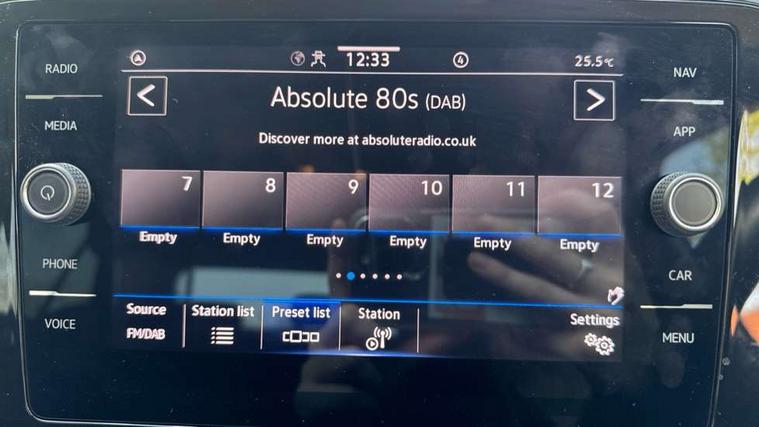 RADIO
MEDIA
PHONE
VOICE
12:33
4
25.5°C
Absolute 80s (DAB)
Discover more at absoluteradio.co.uk
7 8 9 10 11 12
Empty Empty Empty Empty Empty Empty
Source Station list Preset list Station Settings
FM/DAB
NAV
APP
CAR
MENU